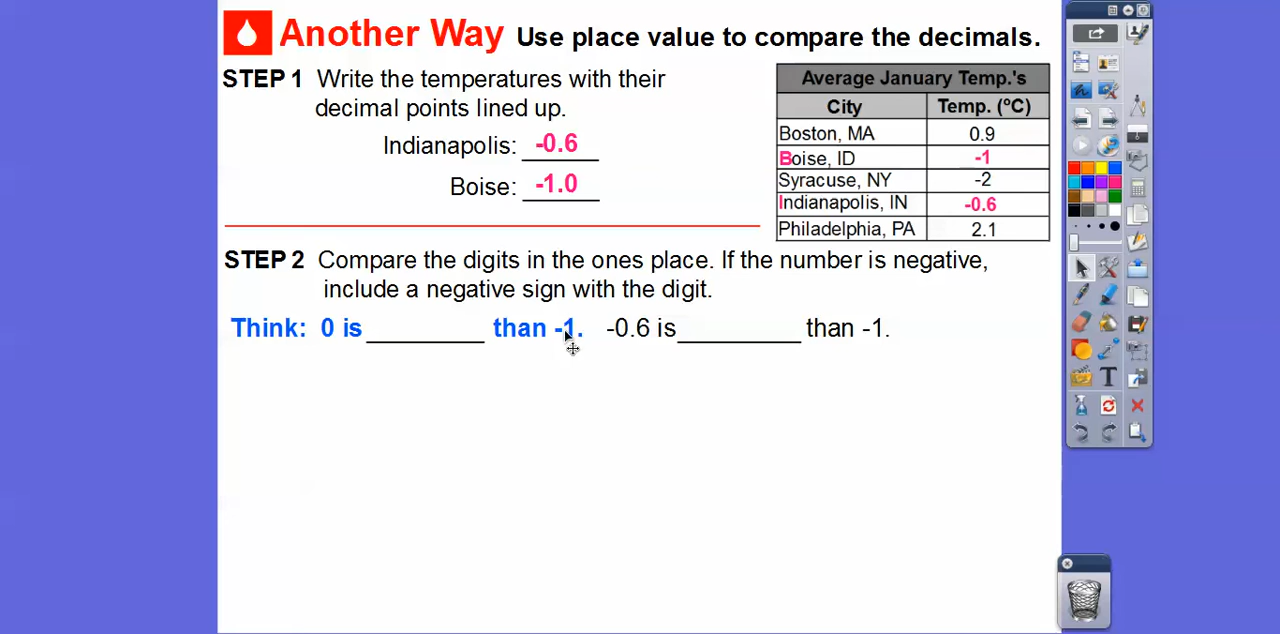 Another Way Use place value to compare the decimals.
STEP 1 Write the temperatures with their
decimal points lined up.
Indianapolis: -0.6
Boise: -1.0
Average January Temp.'s
City Temp. (ºC)
Boston, MA 0.9
Boise, ID -1
Syracuse, NY -2
Indianapolis, IN -0.6
Philadelphia, PA 2.1
STEP 2 Compare the digits in the ones place. If the number is negative,
include a negative sign with the digit.
Think: 0 is ________ than -1. -0.6 is ________ than -1.